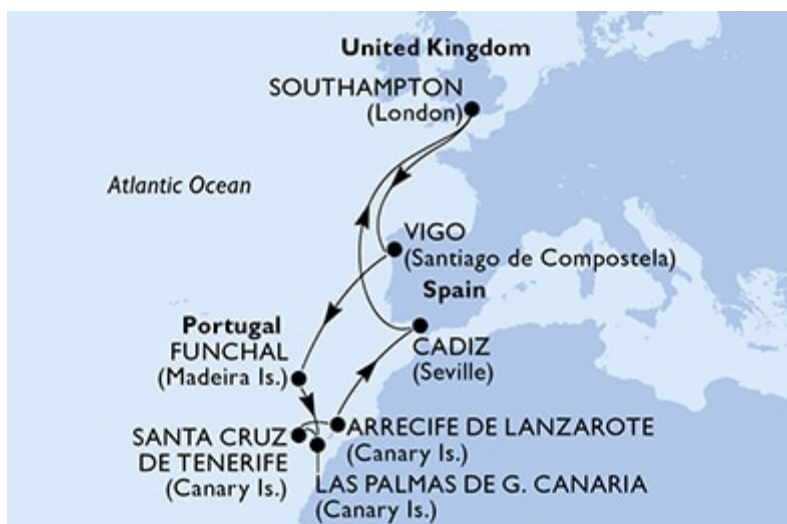 United Kingdom
SOUTHAMPTON
(London)
Atlantic Ocean
VIGO
(Santiago de Compostela)
Spain
Portugal
FUNCHAL
(Madeira Is.)
CADIZ
(Seville)
ARRECIFE DE LANZAROTE
(Canary Is.)
SANTA CRUZ
DE TENERIFE
(Canary Is.)
LAS PALMAS DE G. CANARIA
(Canary Is.)